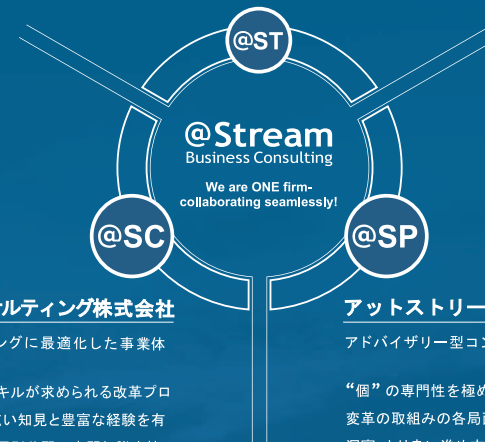 @ST
@Stream
Business Consulting
We are ONE firm-
collaborating seamlessly!
@SC
@SP
ルティング株式会社
ングに最適化した事業体
キルが求められる改革プロ
い知見と豊富な経験を有
アットストリー
アドバイザリー型コン
“個”の専門性を極め
変革の取組みの各局